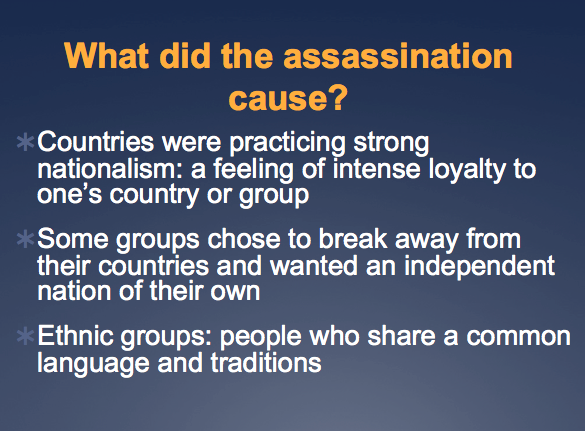 What did the assassination
cause?
*Countries were practicing strong
nationalism: a feeling of intense loyalty to
one’s country or group
*Some groups chose to break away from
their countries and wanted an independent
nation of their own
*Ethnic groups: people who share a common
language and traditions